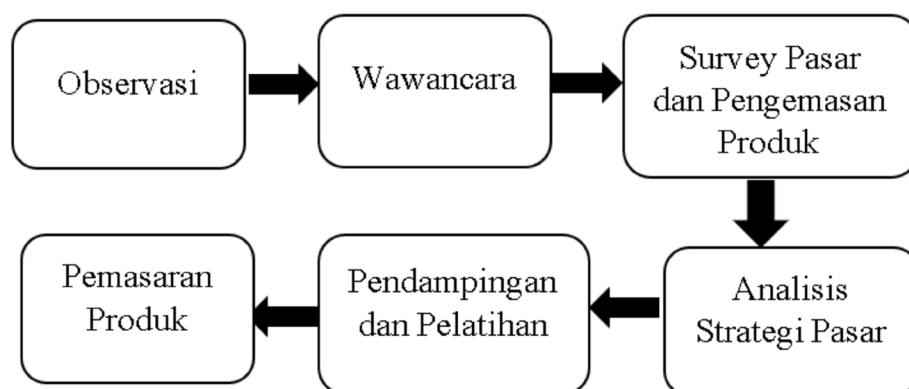 Observasi
Wawancara
Survey Pasar
dan Pengemasan
Produk
Analisis
Strategi Pasar
Pendampingan
dan Pelatihan
Pemasaran
Produk